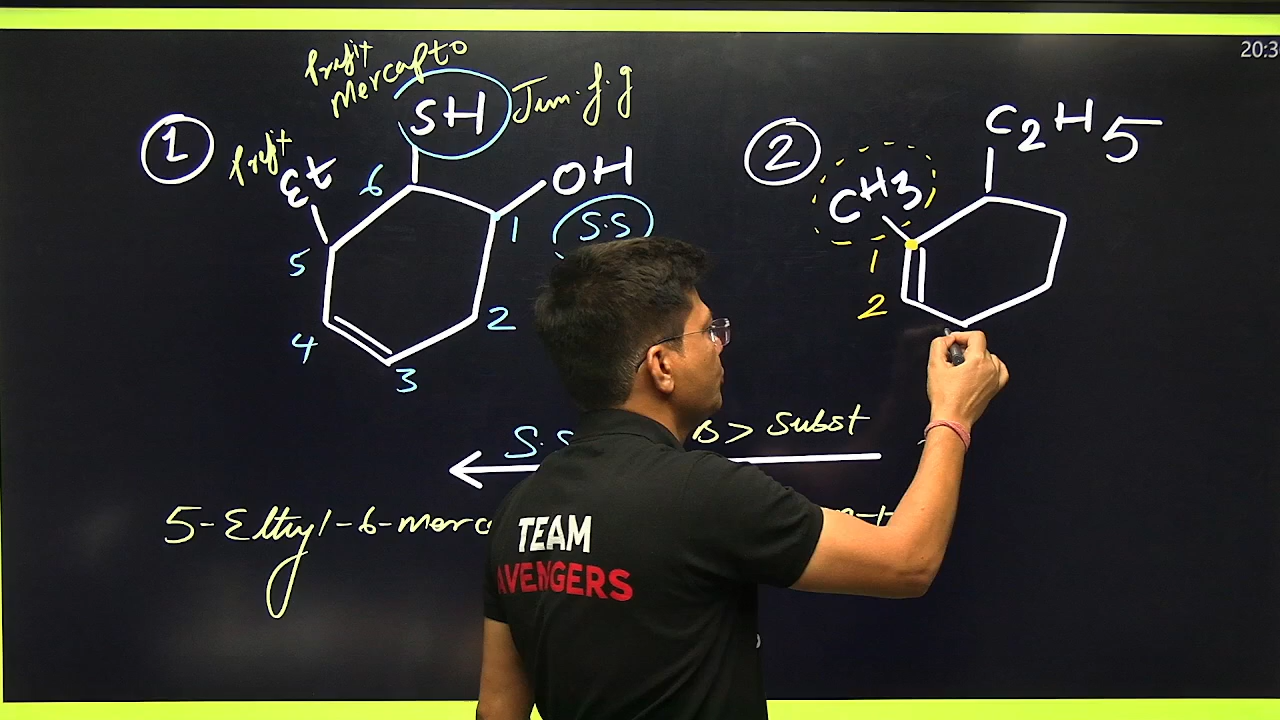 20:3
① Prefix
Mercapto
SH
Prefix
Et
OH
S.S
6
1
5
2
4
3
② C2H5
CH3
1
2
S.S
> Subst
5-Ethyl-6-merc
TEAM
AVENGERS